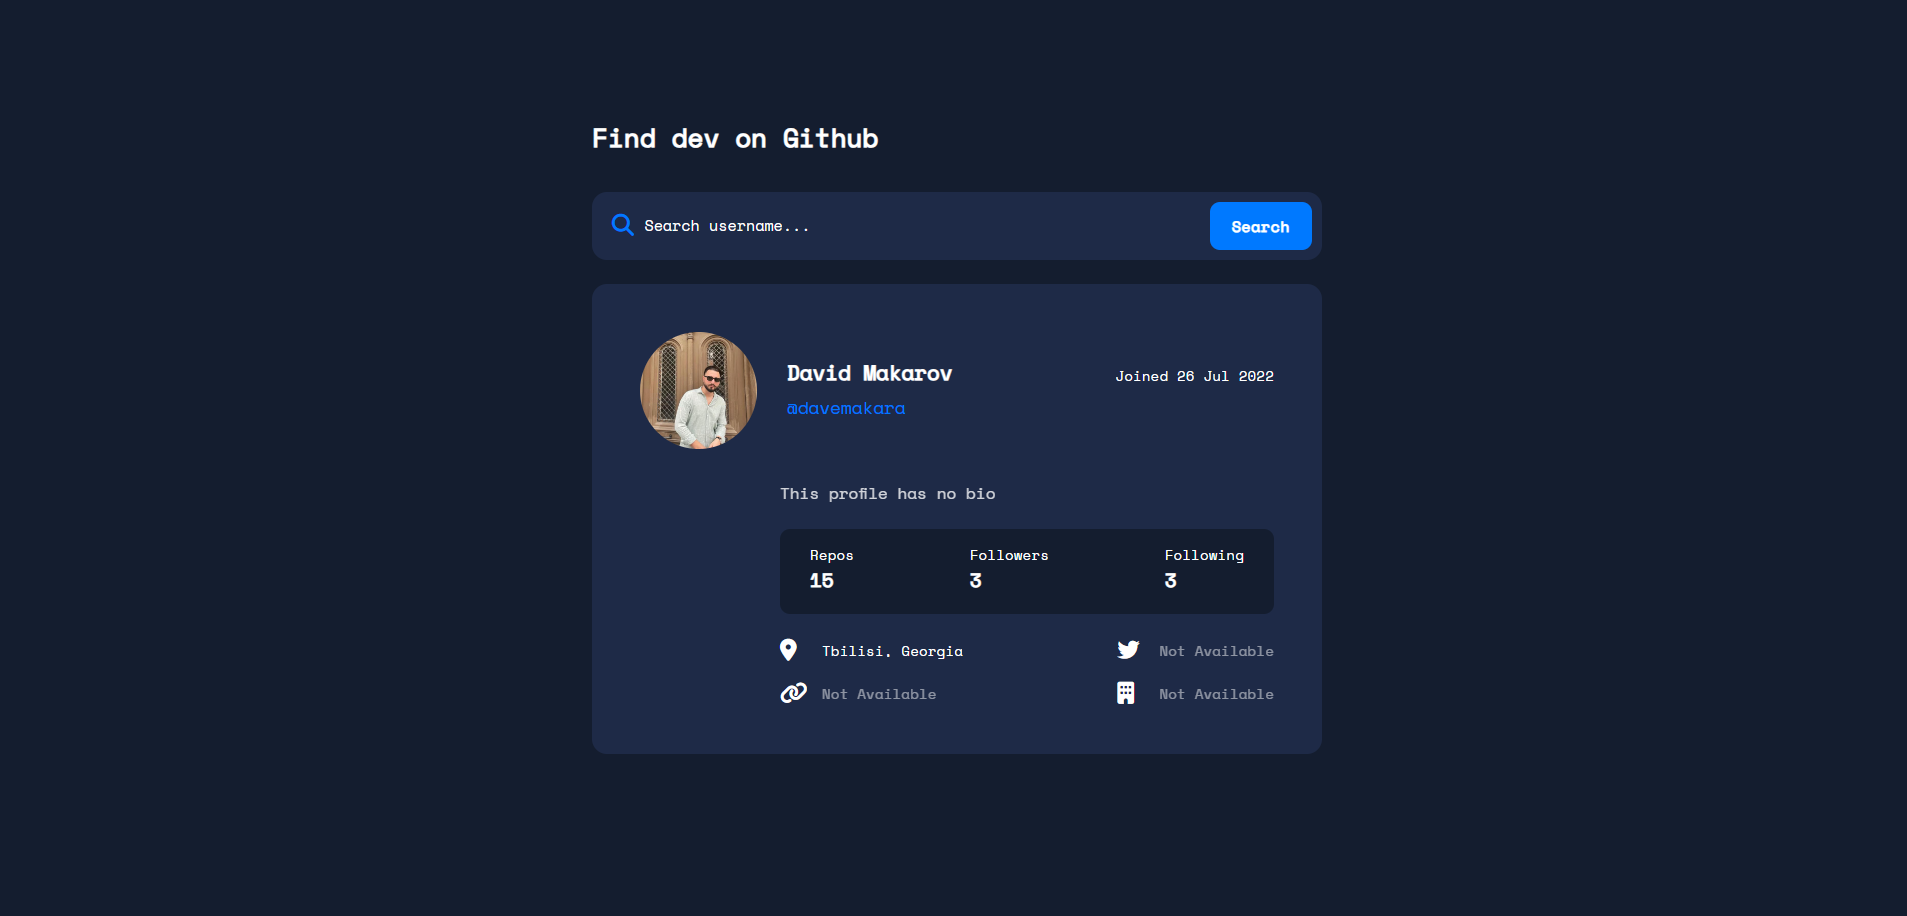 Find dev on Github
Search username...
Search
David Makarov
Joined 26 Jul 2022
@davemakara
This profile has no bio
Repos Followers Following
15 3 3
Tbilisi, Georgia Not Available
Not Available Not Available